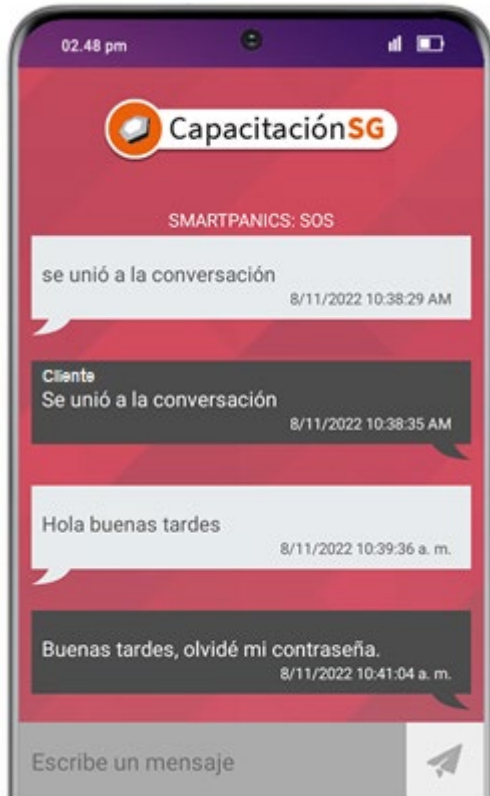 02.48 pm
CapacitaciónSG
SMARTPANICS: SOS
se unió a la conversación
8/11/2022 10:38:29 AM
Cliente
Se unió a la conversación
8/11/2022 10:38:35 AM
Hola buenas tardes
8/11/2022 10:39:36 a. m.
Buenas tardes, olvidé mi contraseña.
8/11/2022 10:41:04 a. m.
Escribe un mensaje